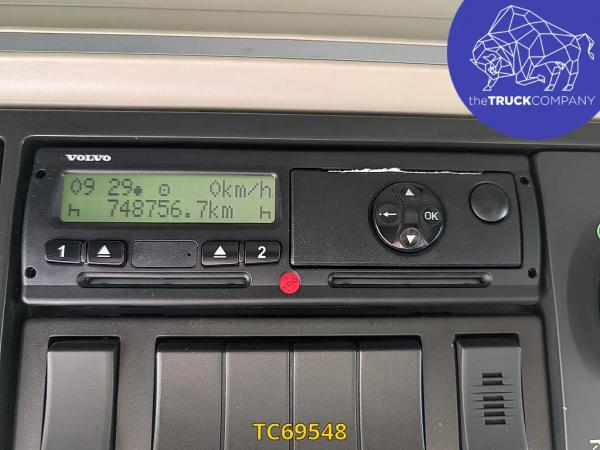 theTRUCKCOMPANY
VOLVO
09 29 0km/h
748756.7km
1
2
OK
TC69548